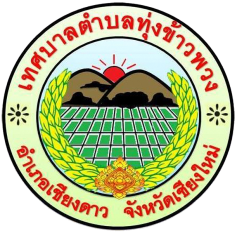 เทศบาลตำบลทุ่งข้าวพวง
อำเภอเชียงดาว จังหวัดเชียงใหม่